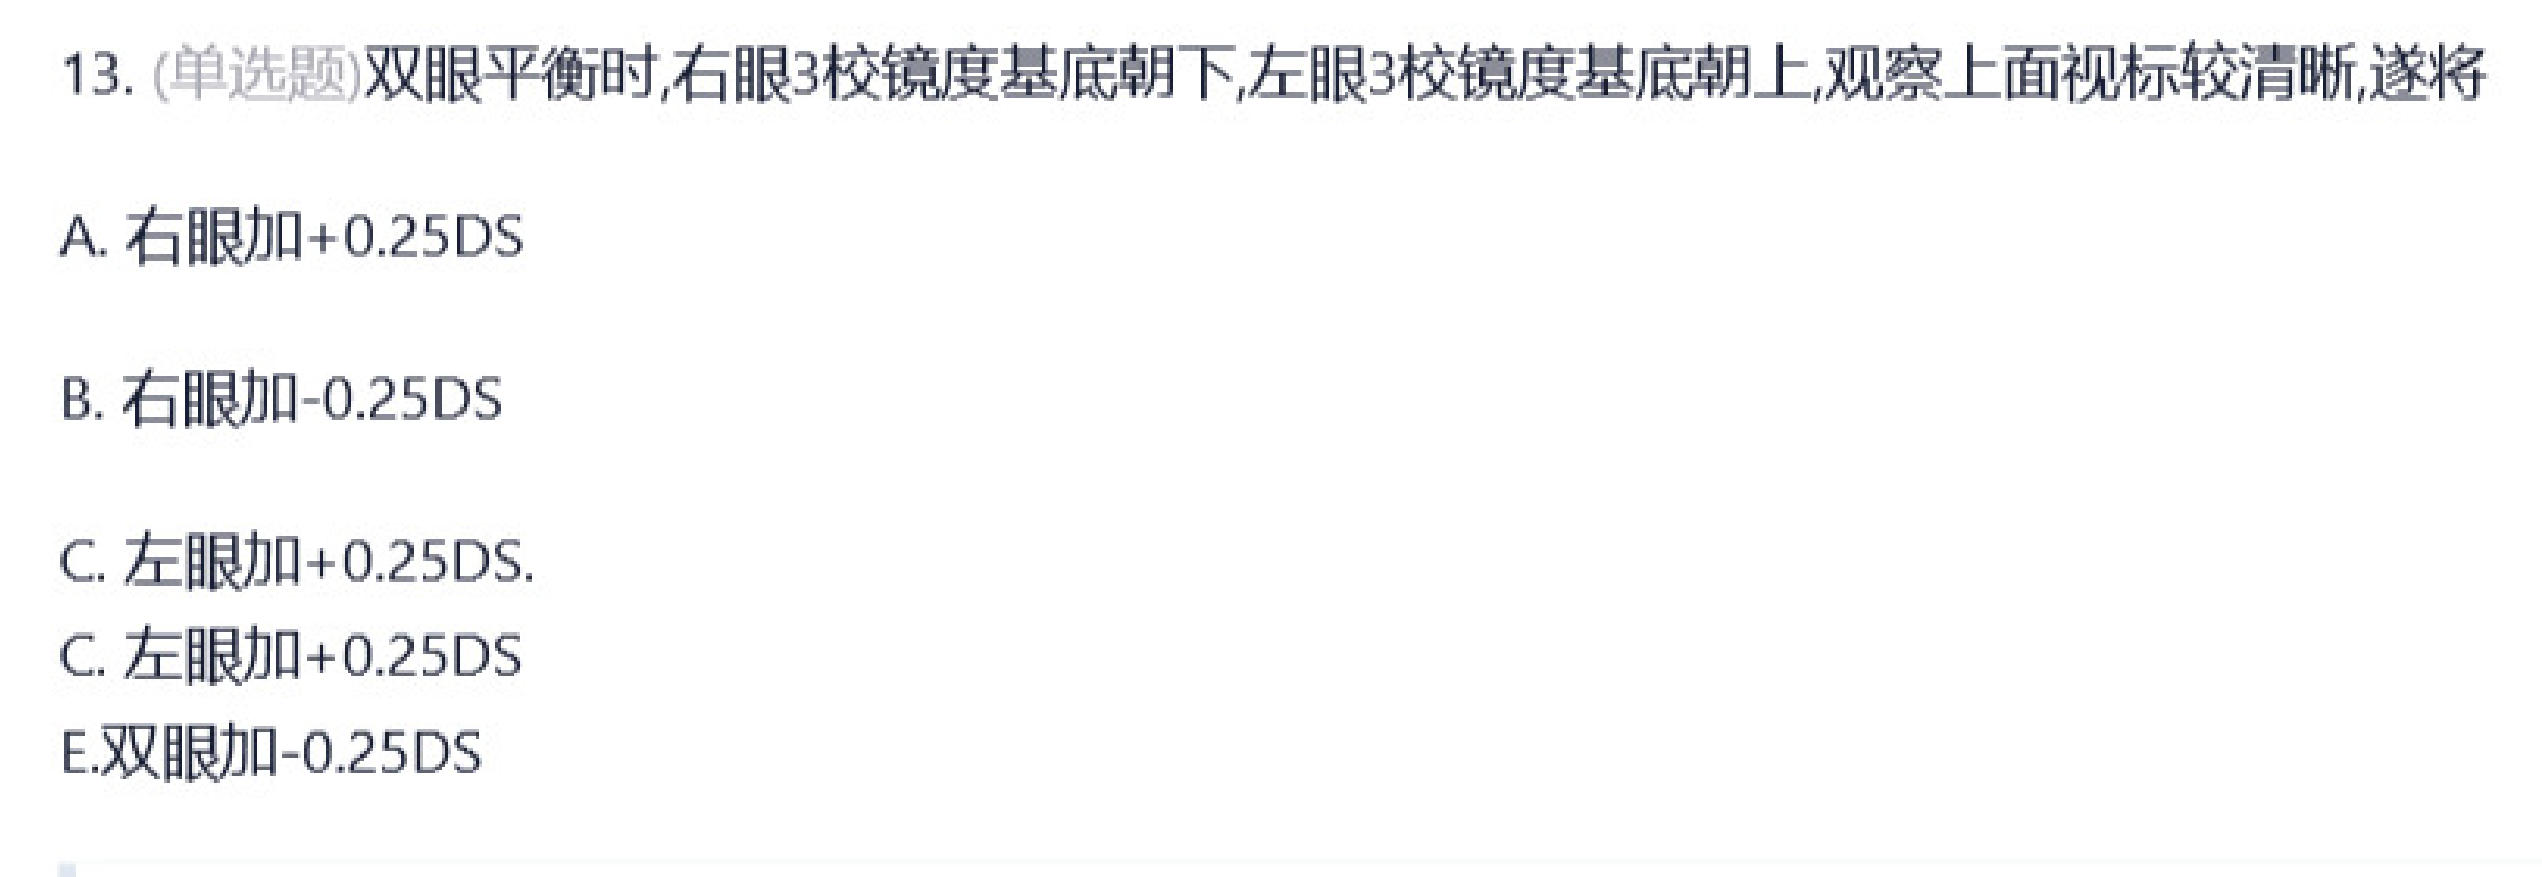 13. (单选题)双眼平衡时,右眼3校镜度基底朝下,左眼3校镜度基底朝上,观察上面视标较清晰,遂将
A. 右眼加+0.25DS
B. 右眼加-0.25DS
C. 左眼加+0.25DS.
C. 左眼加+0.25DS
E.双眼加-0.25DS